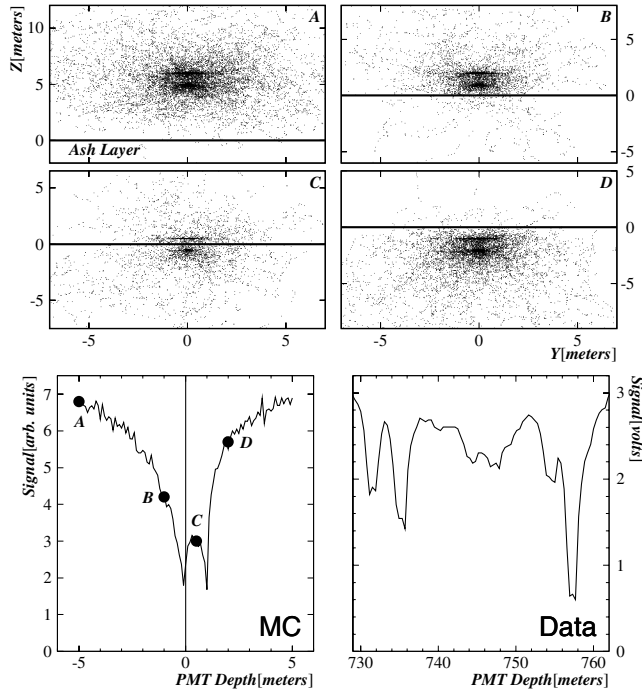 Z[meters]
A
B
10
5
0
Ash Layer
5
0
-5
C
D
5
0
-5
5
0
-5
-5 0 5
-5 0 5
Y[meters]
Signal[arb. units]
7
6
5
4
3
2
1
0
A
B
C
D
MC
-5 0 5
PMT Depth[meters]
Signal[volts]
3
2
1
0
Data
730 740 750 760
PMT Depth[meters]